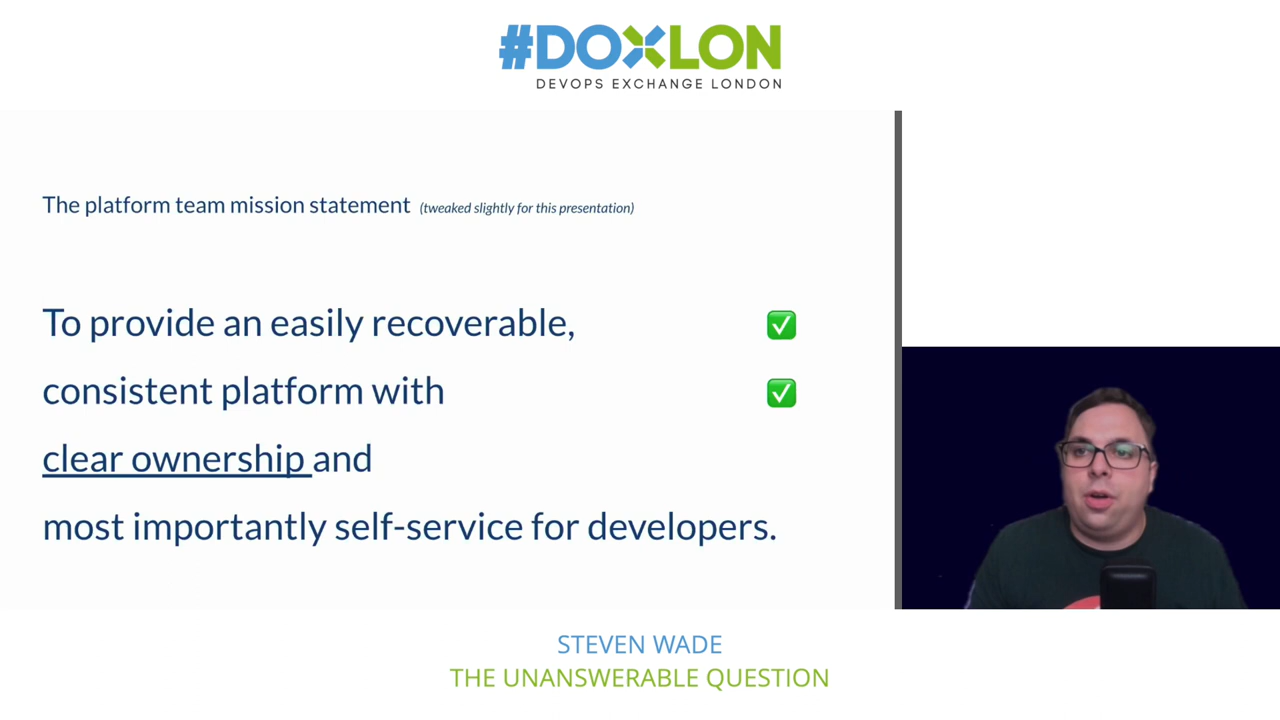 #DOXLON
DEVOPS EXCHANGE LONDON
The platform team mission statement (tweaked slightly for this presentation)
To provide an easily recoverable,
consistent platform with
clear ownership and
most importantly self-service for developers.
STEVEN WADE
THE UNANSWERABLE QUESTION